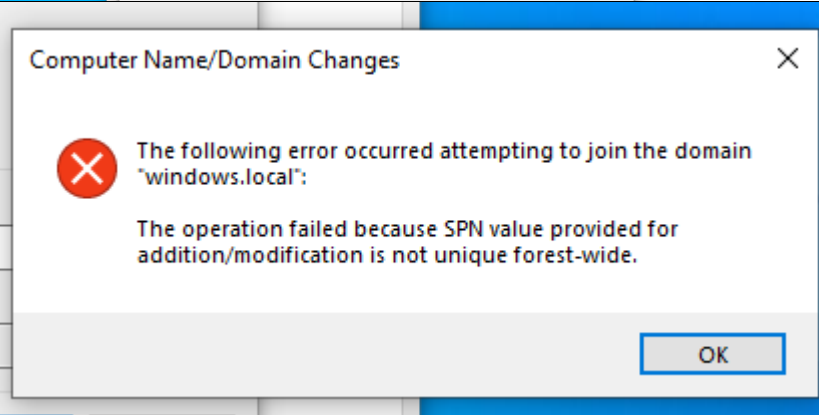 Computer Name/Domain Changes
The following error occurred attempting to join the domain
"windows.local":
The operation failed because SPN value provided for
addition/modification is not unique forest-wide.
OK